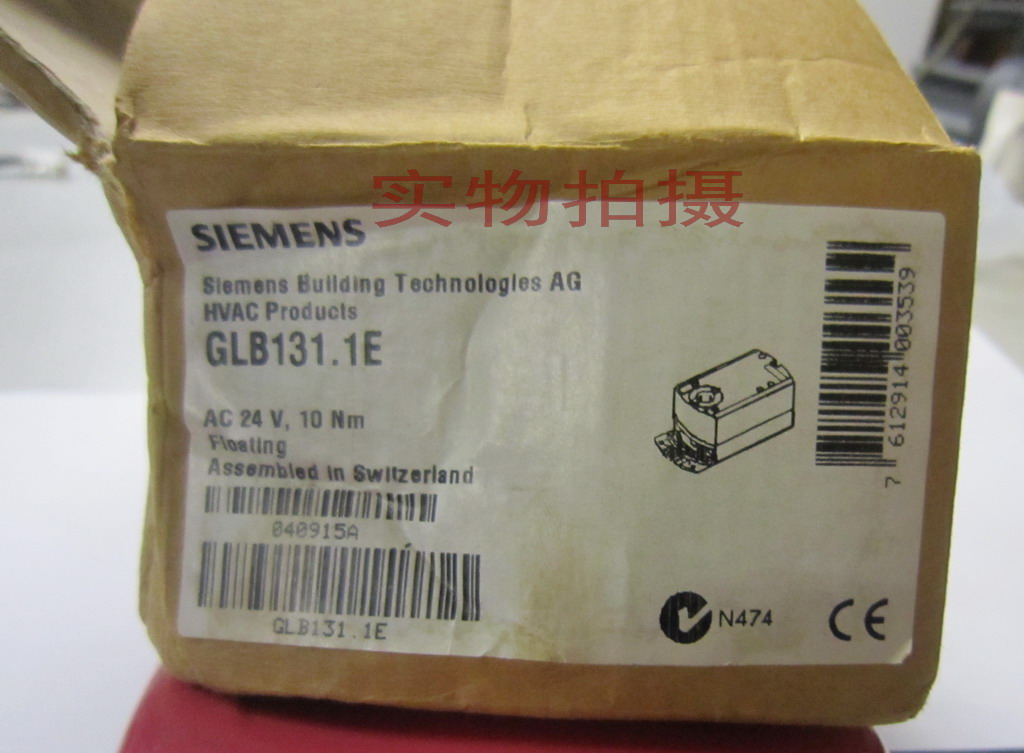 实物拍摄
SIEMENS
Siemens Building Technologies AG
HVAC Products
GLB131.1E
AC 24 V, 10 Nm
Floating
Assembled in Switzerland
040915A
GLB131.1E
7 612914 003539
N474
CE